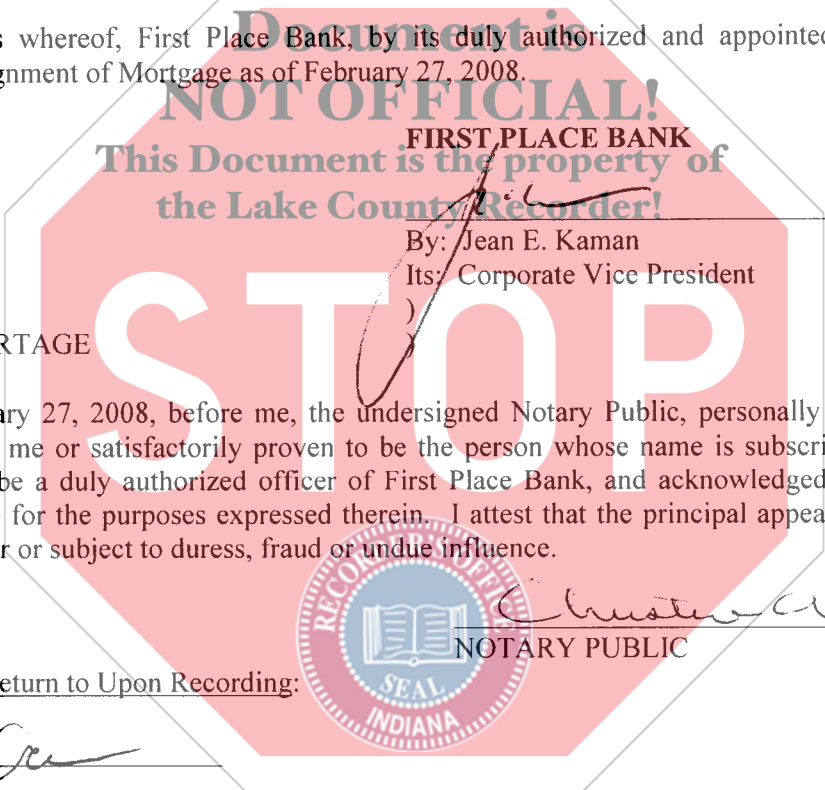 Document is
s whereof, First Place Bank, by its duly authorized and appointed
gnment of Mortgage as of February 27, 2008.
NOT OFFICIAL!
FIRST PLACE BANK
This Document is the property of
the Lake County Recorder!
By: Jean E. Kaman
Its: Corporate Vice President
)
RTAGE )
STOP
ary 27, 2008, before me, the undersigned Notary Public, personally
me or satisfactorily proven to be the person whose name is subscri
be a duly authorized officer of First Place Bank, and acknowledged
for the purposes expressed therein. I attest that the principal appea
r or subject to duress, fraud or undue influence.
RECORDER'S OFFICE
SEAL
INDIANA
NOTARY PUBLIC
eturn to Upon Recording: